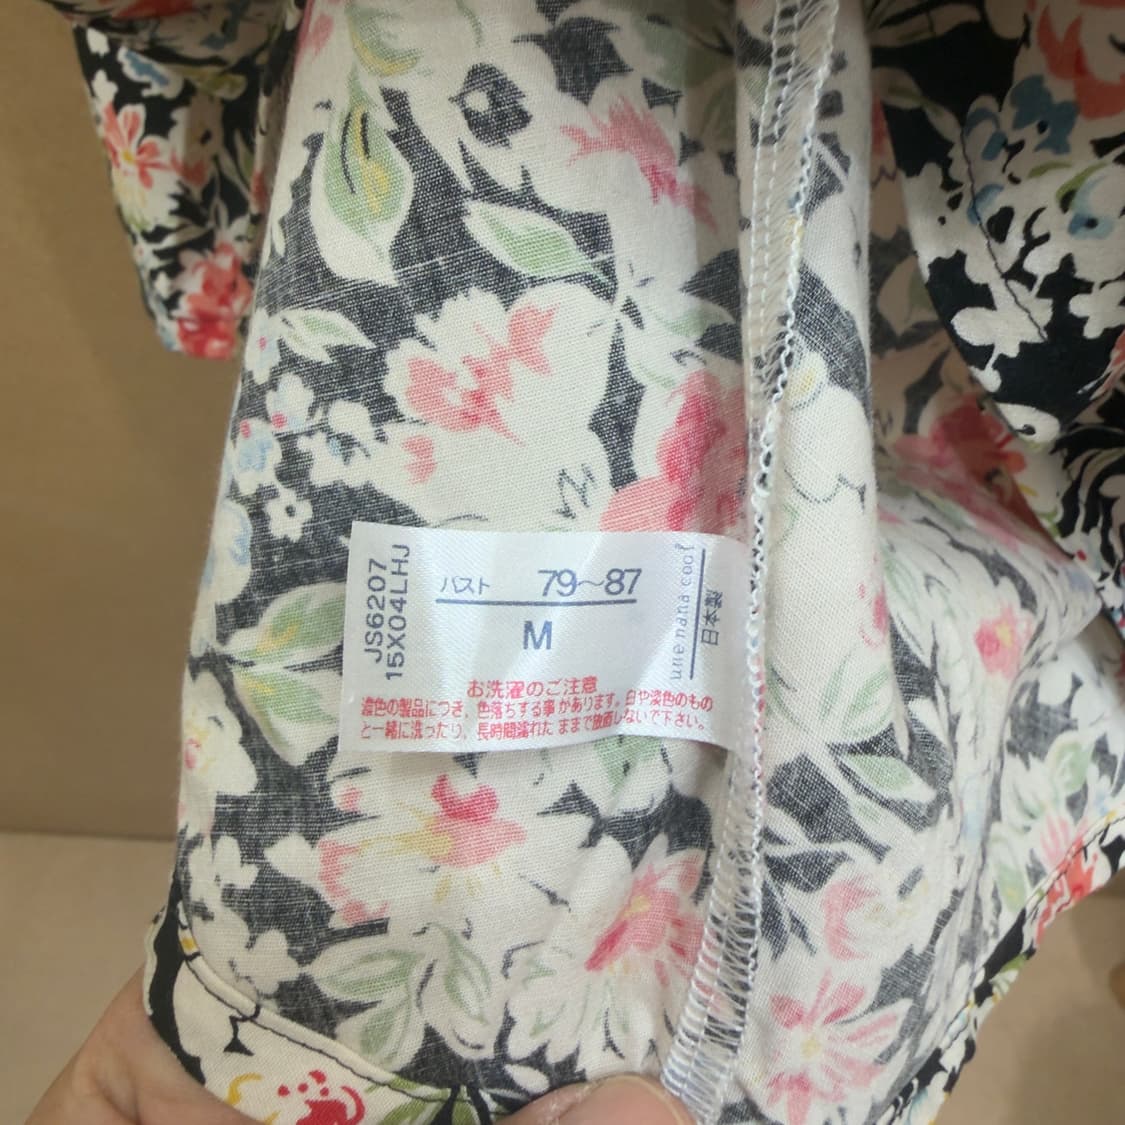 JS6207
15X04LHJ
バスト 79〜87
M
une nana cool
日本製
お洗濯のご注意
濃色の製品につき、色落ちする事があります。白や淡色のもの
と一緒に洗ったり、長時間濡れたままで放置しないで下さい。